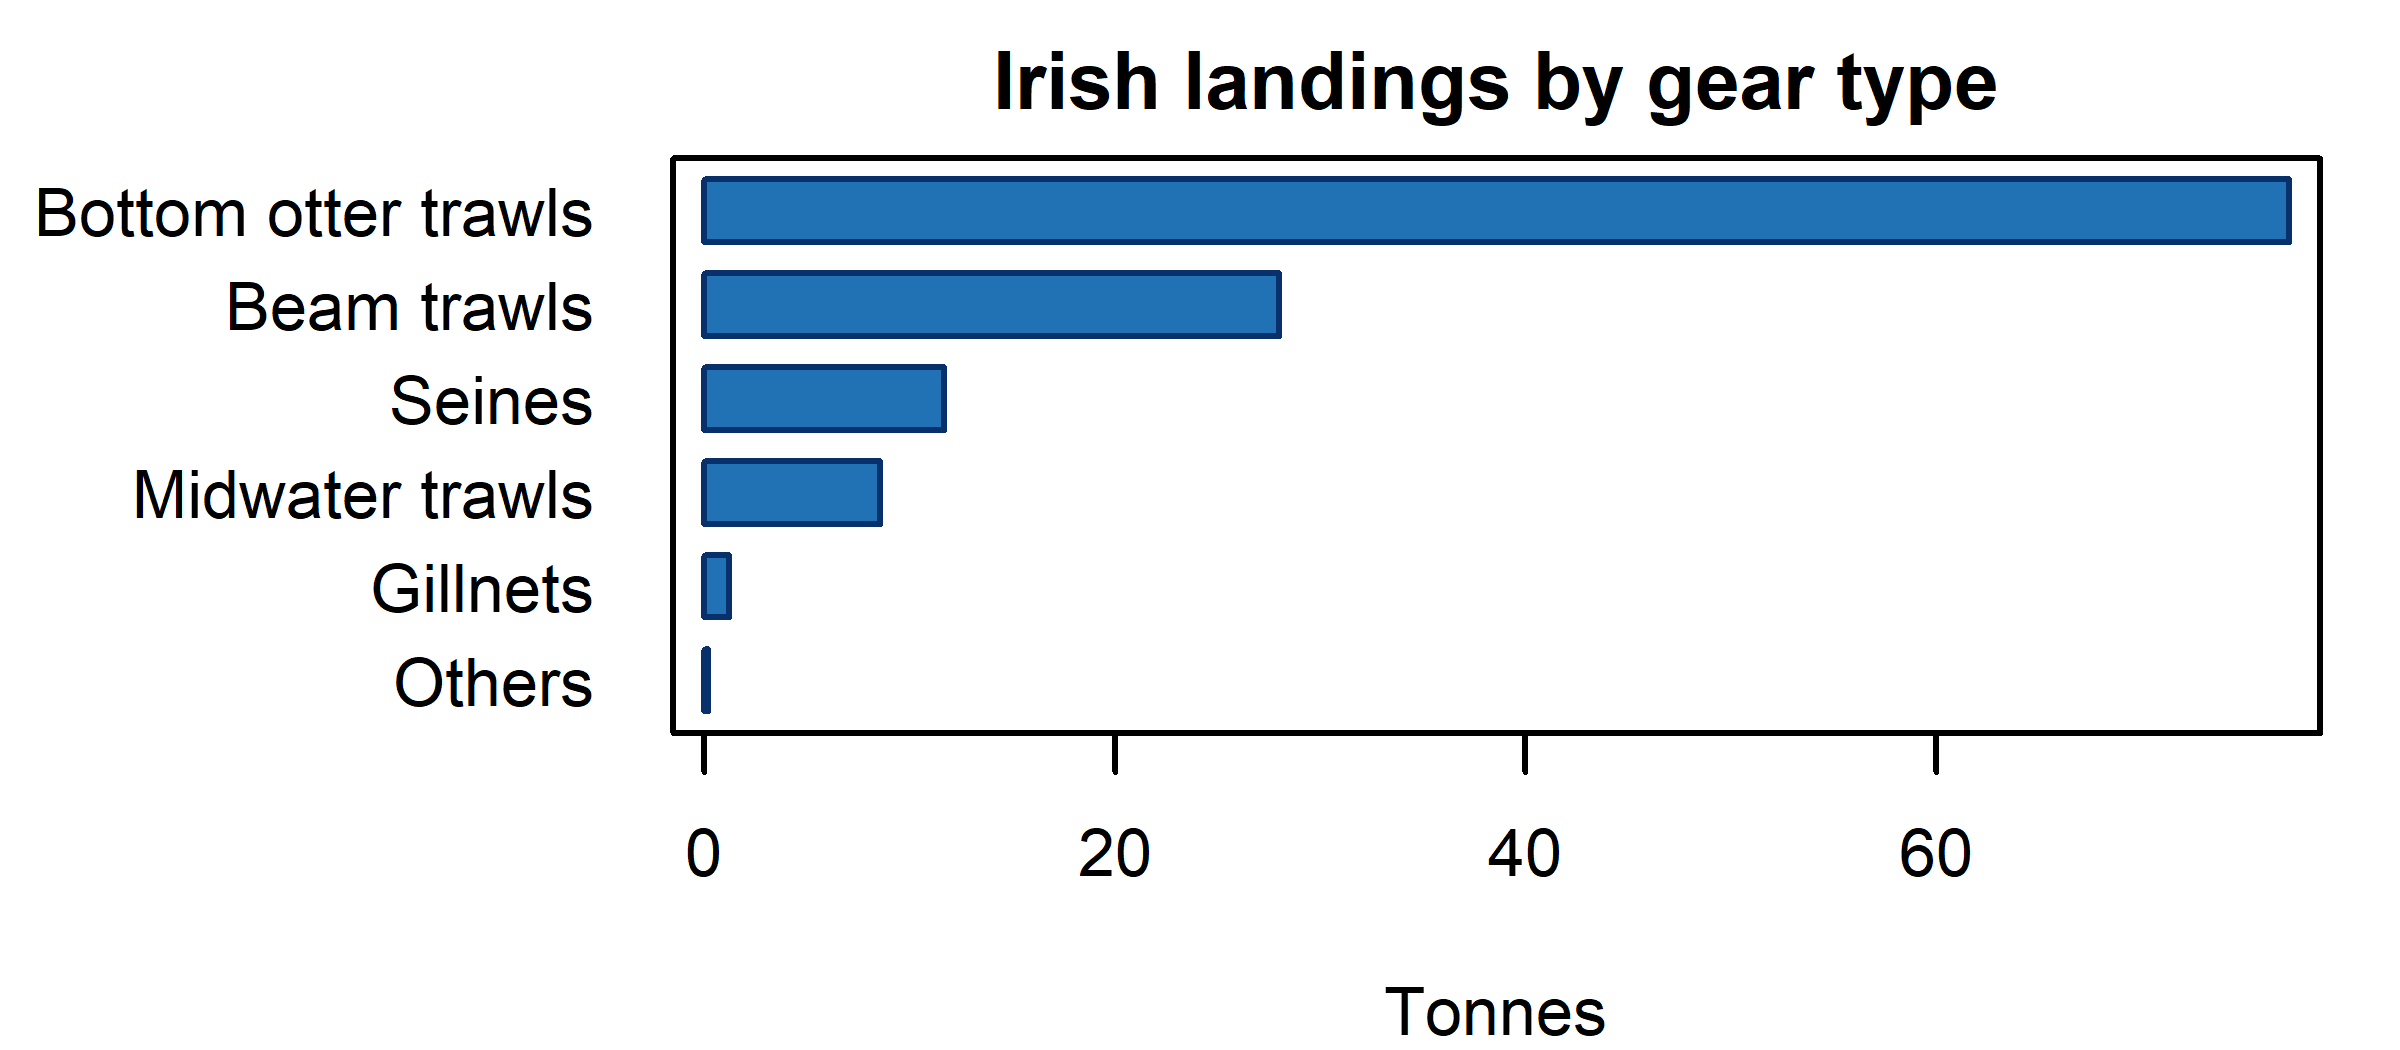 Irish landings by gear type
Bottom otter trawls
Beam trawls
Seines
Midwater trawls
Gillnets
Others
0 20 40 60
Tonnes